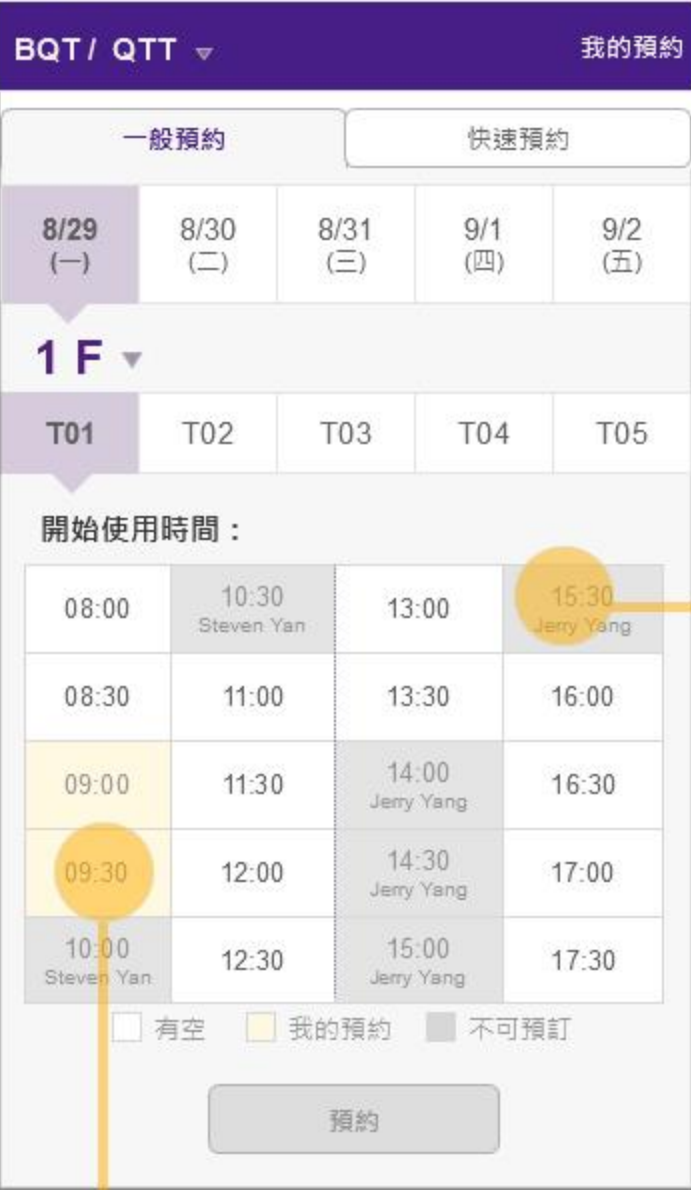 BQT / QTT
我的預約
一般預約
快速預約
8/29
(一)
8/30
(二)
8/31
(三)
9/1
(四)
9/2
(五)
1 F
T01
T02
T03
T04
T05
開始使用時間：
08:00
10:30
Steven Yan
13:00
15:30
Jerry Yang
08:30
11:00
13:30
16:00
09:00
11:30
14:00
Jerry Yang
16:30
09:30
12:00
14:30
Jerry Yang
17:00
10:00
Steven Yan
12:30
15:00
Jerry Yang
17:30
有空
我的預約
不可預訂
預約